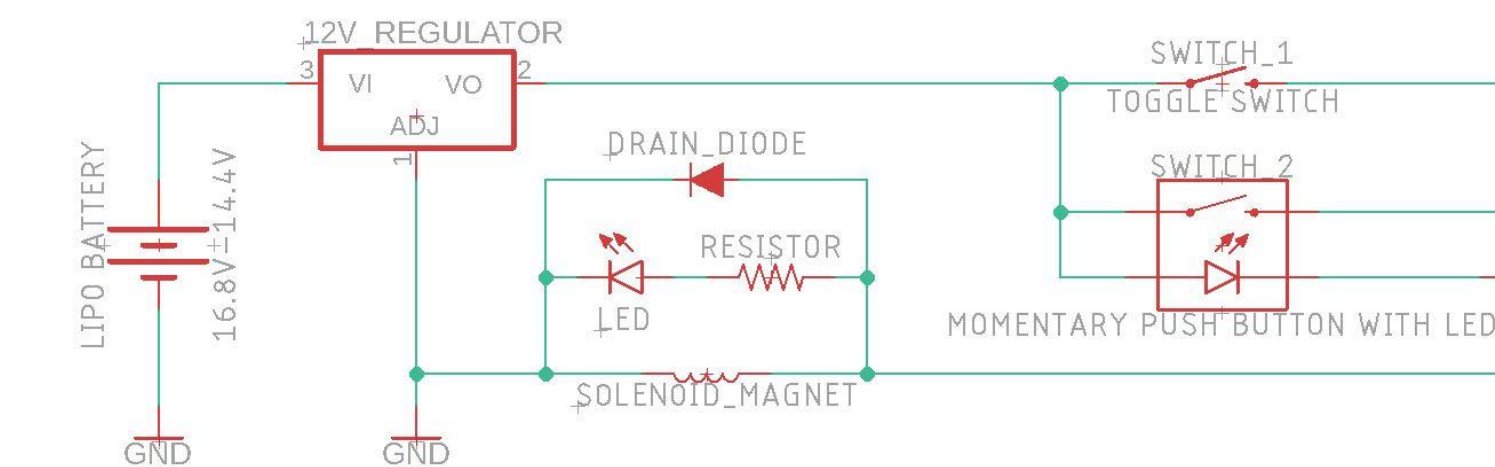 12V_REGULATOR
3
VI
VO
2
ADJ
1
LIPO BATTERY
16.8V-14.4V
GND
GND
DRAIN_DIODE
RESISTOR
LED
SOLENOID_MAGNET
SWITCH_1
TOGGLE SWITCH
SWITCH_2
MOMENTARY PUSH BUTTON WITH LED